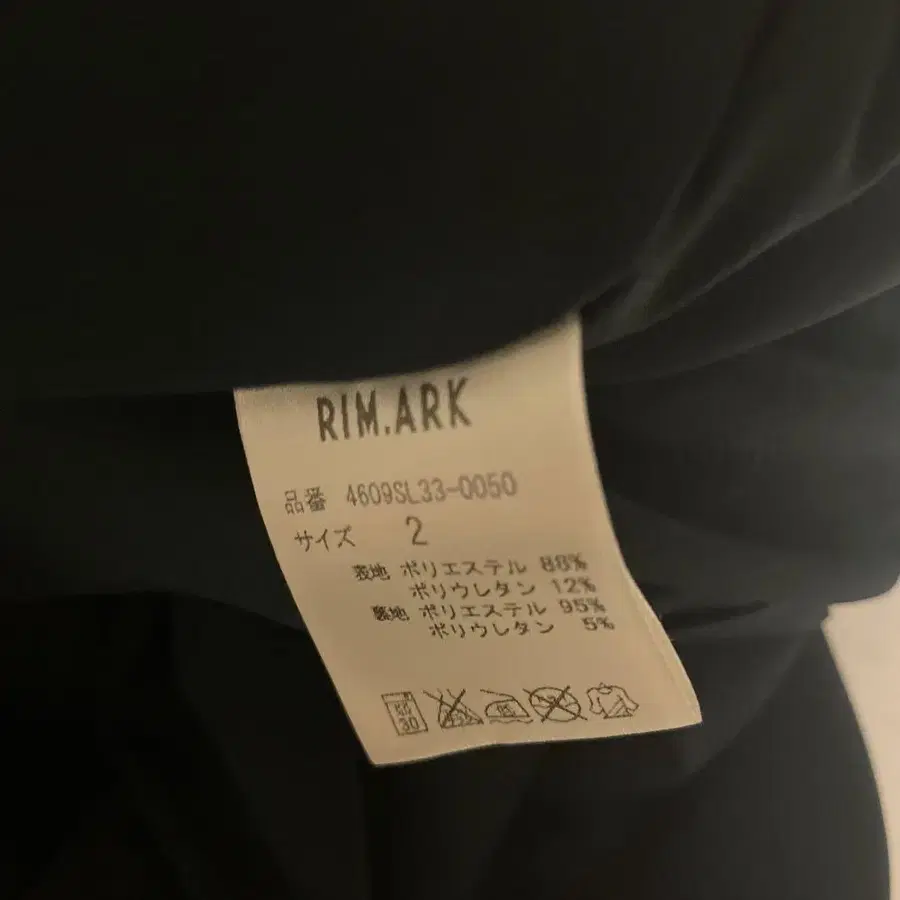 RIM.ARK
品番 4609SL33-0050
サイズ 2
表地 ポリエステル 88%
ポリウレタン 12%
裏地 ポリエステル 95%
ポリウレタン 5%
30